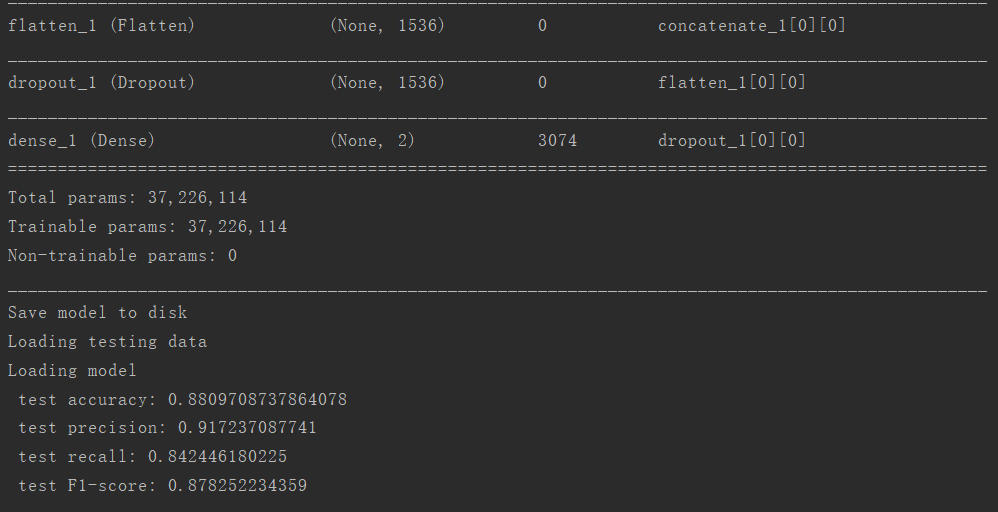 flatten_1 (Flatten) (None, 1536) 0 concatenate_1[0][0]
dropout_1 (Dropout) (None, 1536) 0 flatten_1[0][0]
dense_1 (Dense) (None, 2) 3074 dropout_1[0][0]
Total params: 37,226,114
Trainable params: 37,226,114
Non-trainable params: 0
Save model to disk
Loading testing data
Loading model
test accuracy: 0.8809708737864078
test precision: 0.917237087741
test recall: 0.842446180225
test F1-score: 0.878252234359